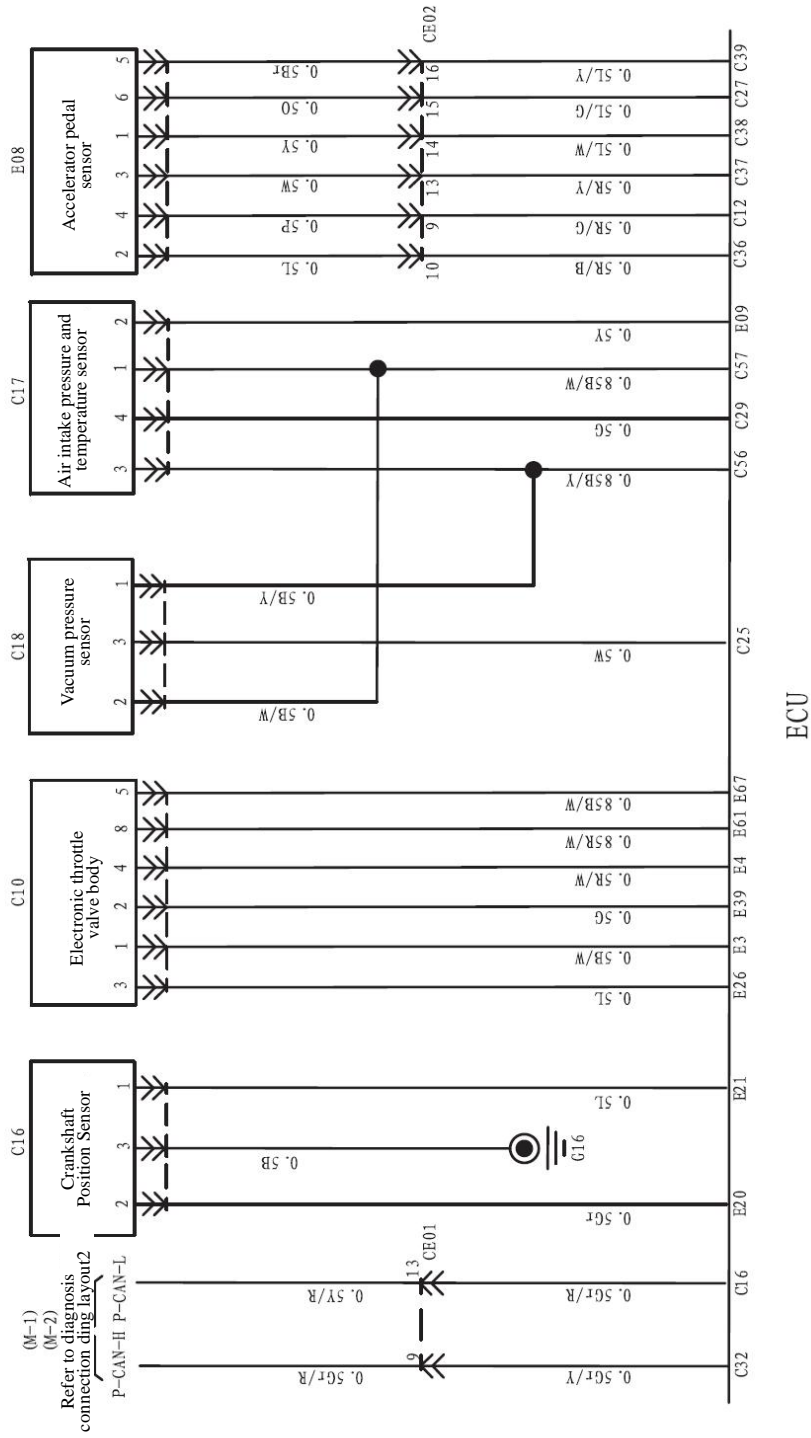 (M-1)
(M-2)
Refer to diagnosis
connection ding layout2
P-CAN-H P-CAN-L
C16
Crankshaft
Position Sensor
2 3 1
C10
Electronic throttle
valve body
3 1 2 4 8 5
C18
Vacuum pressure
sensor
2 3 1
C17
Air intake pressure and
temperature sensor
3 4 1 2
E08
Accelerator pedal
sensor
2 4 3 1 6 5
0.5Gr/R
0.5Y/R
0.5B
0.5B/W
0.5B/Y
0.5L
0.5P
0.5W
0.5Y
0.5O
0.5Br
9 13 CE01
10 9 13 14 15 16 CE02
G16
0.5Gr/Y
0.5Gr/R
0.5Gr
0.5L
0.5L
0.5B/W
0.5G
0.5R/W
0.85R/W
0.85B/W
0.5W
0.85B/Y
0.5G
0.85B/W
0.5Y
0.5R/B
0.5R/G
0.5R/Y
0.5L/W
0.5L/G
0.5L/Y
C32 C16 E20 E21 E26 E3 E39 E4 E61 E67 C25 C56 C29 C57 E09 C36 C12 C37 C38 C27 C39
ECU